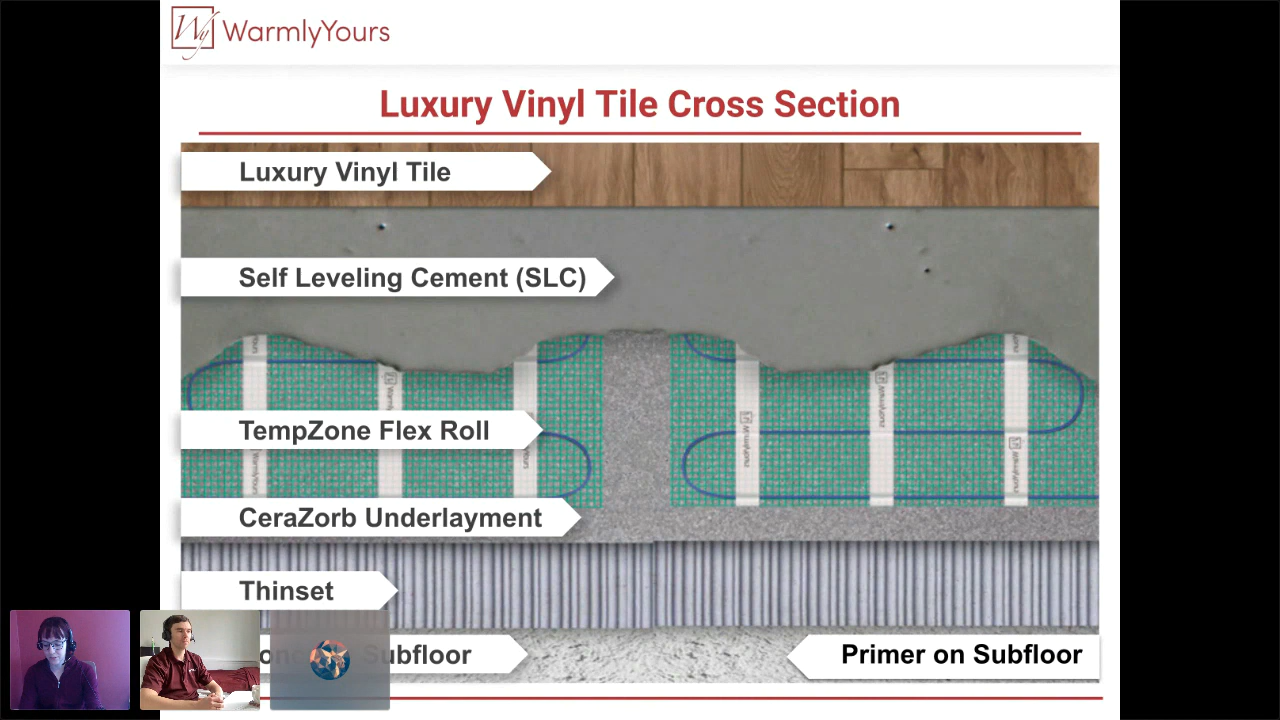 Wy WarmlyYours
Luxury Vinyl Tile Cross Section
Luxury Vinyl Tile
Self Leveling Cement (SLC)
TempZone Flex Roll
CeraZorb Underlayment
Thinset
Subfloor
Primer on Subfloor